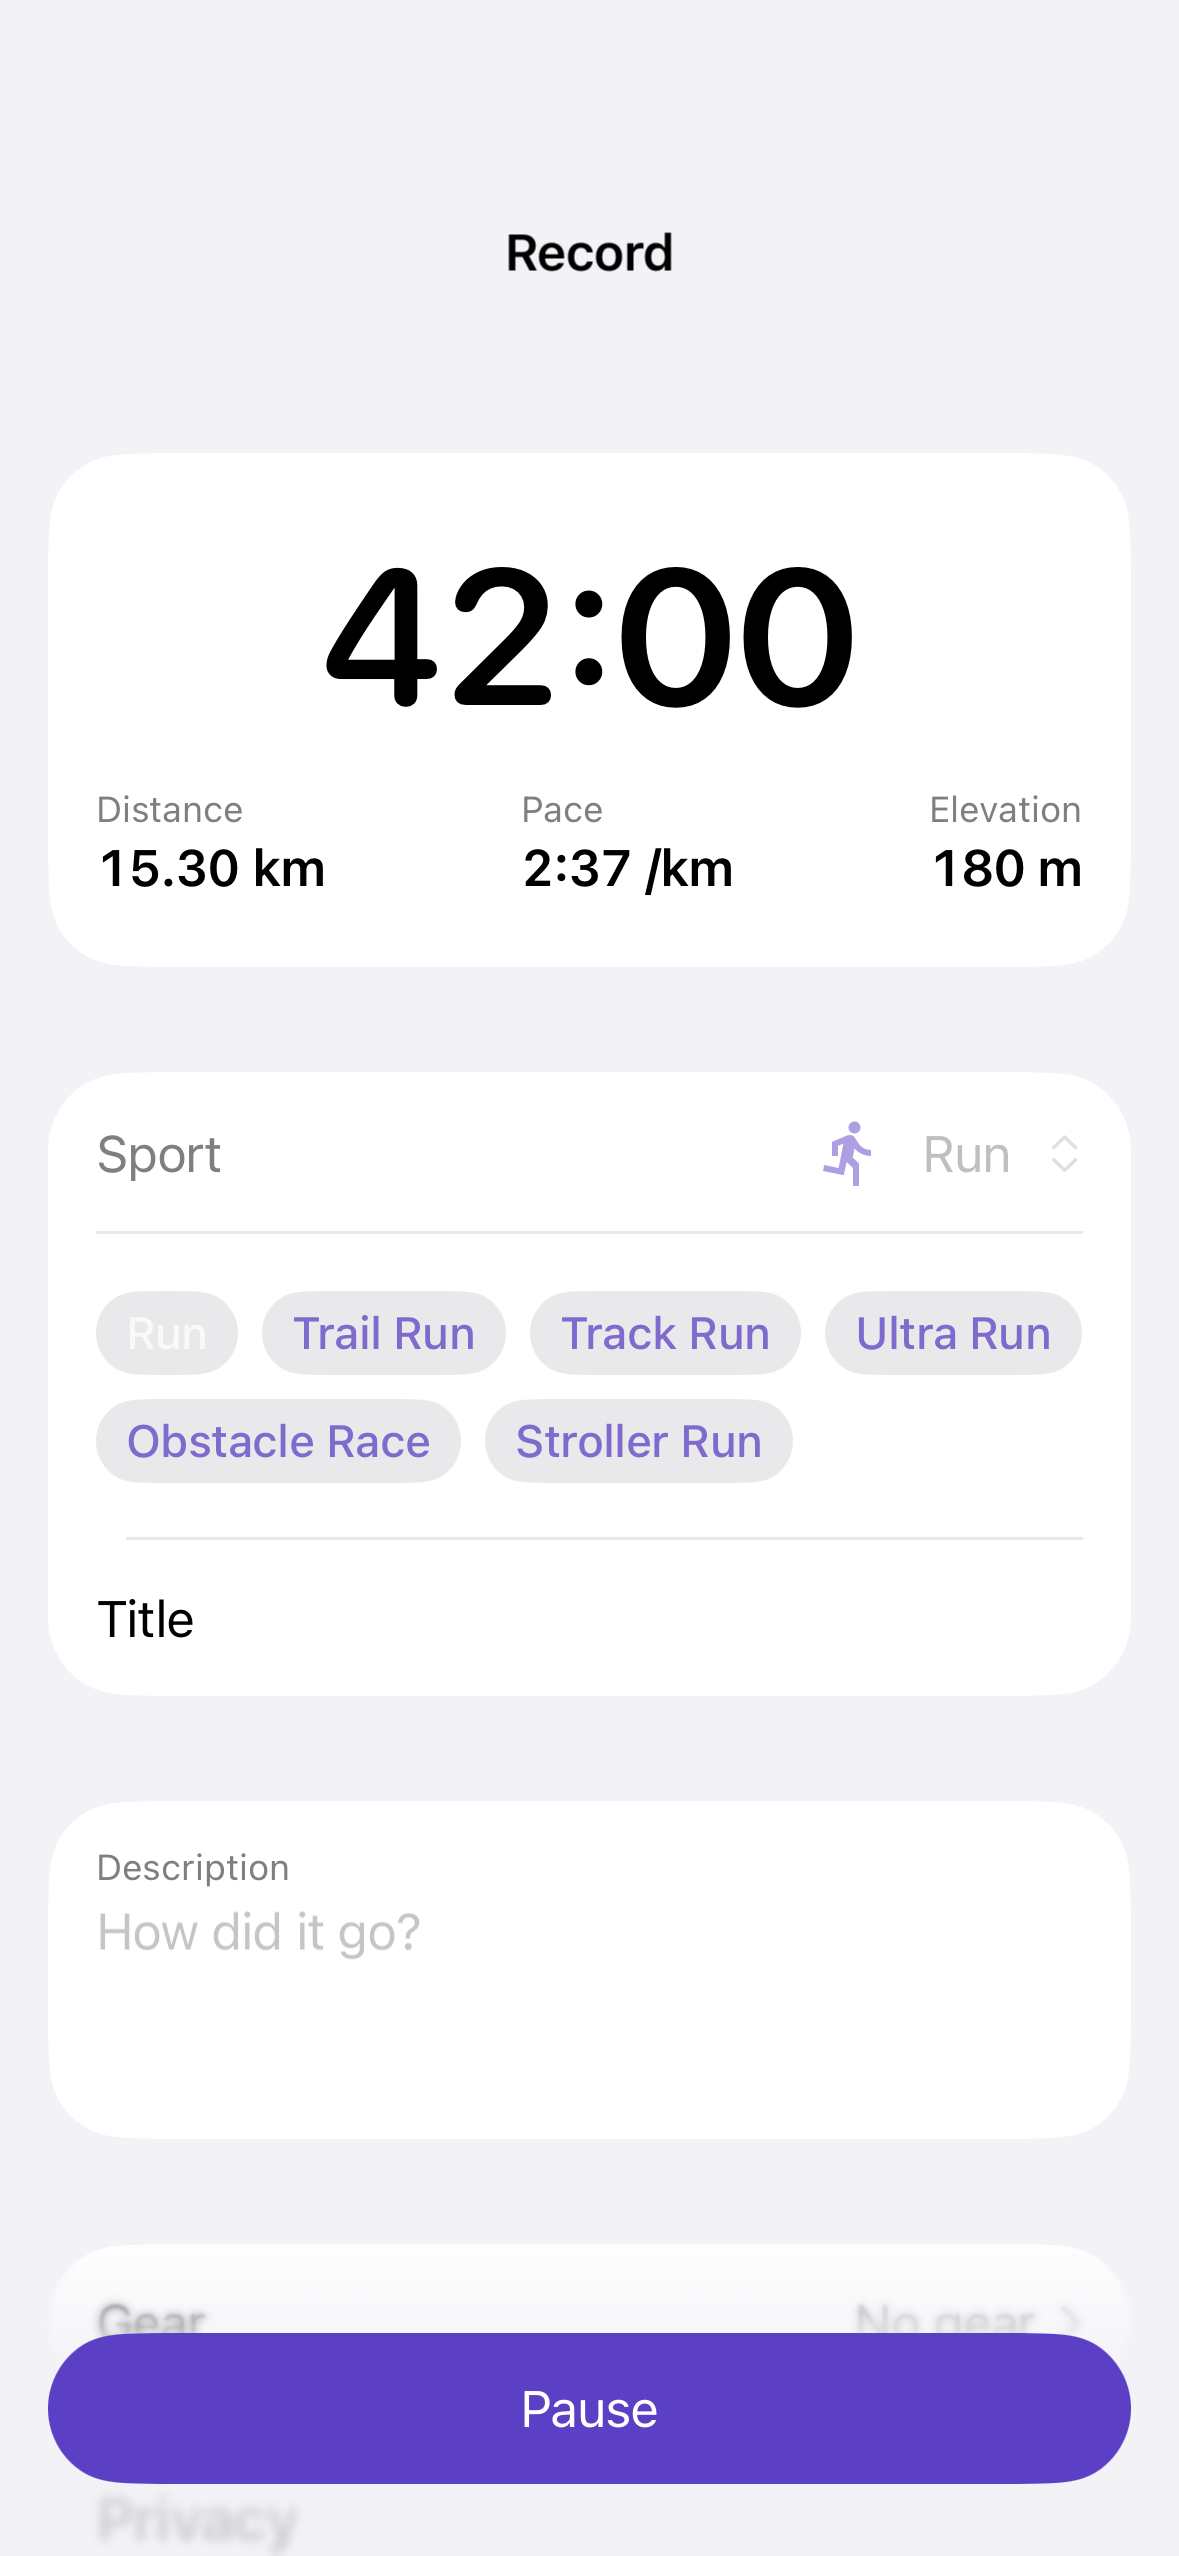 Record
42:00
Distance Pace Elevation
15.30 km 2:37 /km 180 m
Sport Run
Run Trail Run Track Run Ultra Run
Obstacle Race Stroller Run
Title
Description
How did it go?
Gear No gear
Pause
Privacy